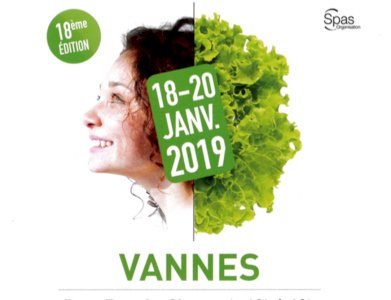 18ème
ÉDITION
Spas
Organisation
18-20
JANV.
2019
VANNES